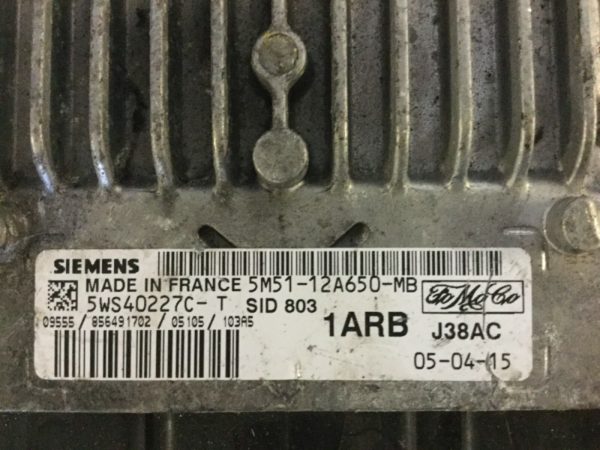 SIEMENS
MADE IN FRANCE 5M51-12A650-MB
5WS40227C-T SID 803
FoMoCo
09555/856491702/05105/103A5
1ARB J38AC
05-04-15